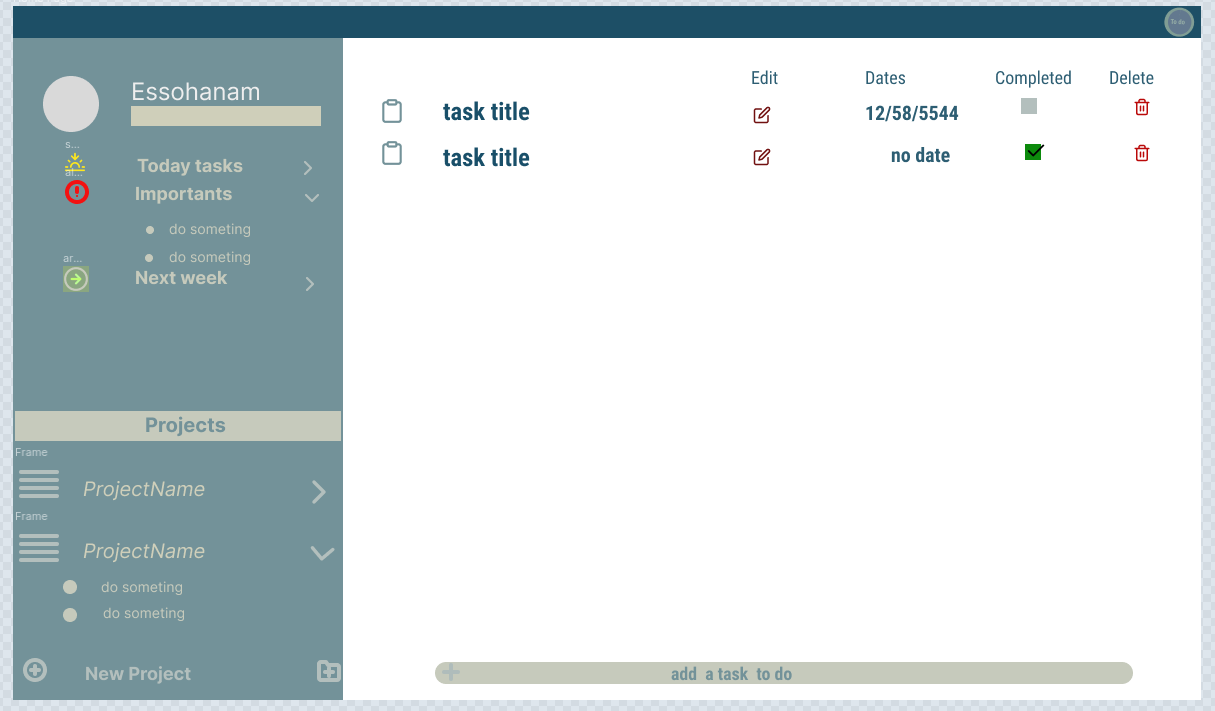 To do
Essohanam
s...
Today tasks
Importants
do someting
do someting
ar...
Next week
Projects
Frame
ProjectName
Frame
ProjectName
do someting
do someting
New Project
Edit Dates Completed Delete
task title 12/58/5544
task title no date
add a task to do